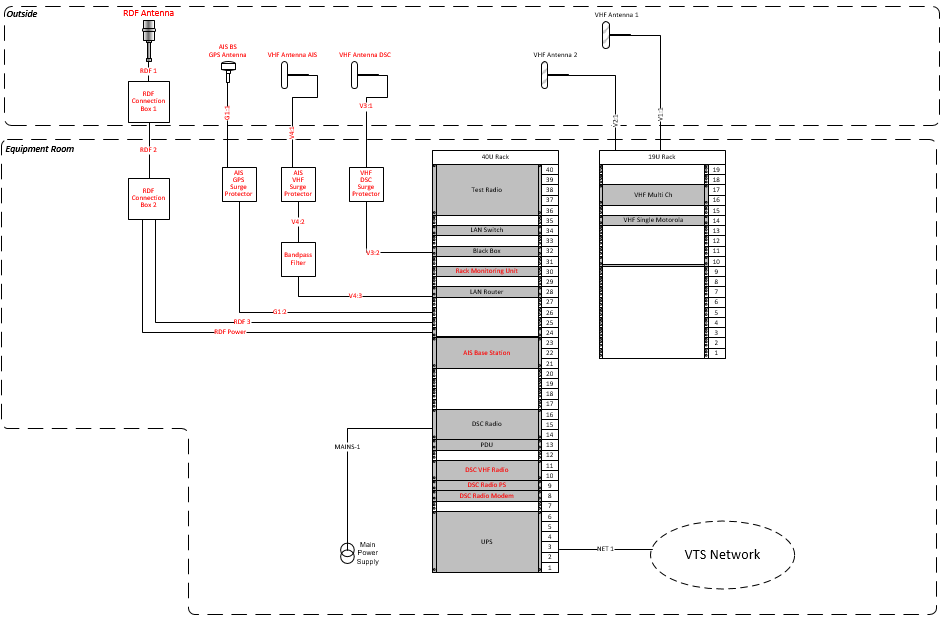 Outside
RDF Antenna
AIS BS
GPS Antenna
VHF Antenna AIS
VHF Antenna DSC
VHF Antenna 2
VHF Antenna 1
RDF 1
RDF
Connection
Box 1
G1:1
V4:1
V3:1
V2:1
V1:1
Equipment Room
RDF 2
RDF
Connection
Box 2
AIS
GPS
Surge
Protector
AIS
VHF
Surge
Protector
VHF
DSC
Surge
Protector
V4:2
Bandpass
Filter
V3:2
V4:3
G1:2
RDF 3
RDF Power
MAINS-1
Main
Power
Supply
40U Rack
40
Test Radio
39
38
37
36
35
LAN Switch
34
33
Black Box
32
31
Rack Monitoring Unit
30
29
LAN Router
28
27
26
25
24
23
AIS Base Station
22
21
20
19
18
17
16
DSC Radio
15
14
PDU
13
12
DSC VHF Radio
11
10
DSC Radio PS
9
DSC Radio Modem
8
7
6
5
4
UPS
3
2
1
19U Rack
19
18
VHF Multi Ch
17
16
15
VHF Single Motorola
14
13
12
11
10
9
8
7
6
5
4
3
2
1
NET 1
VTS Network